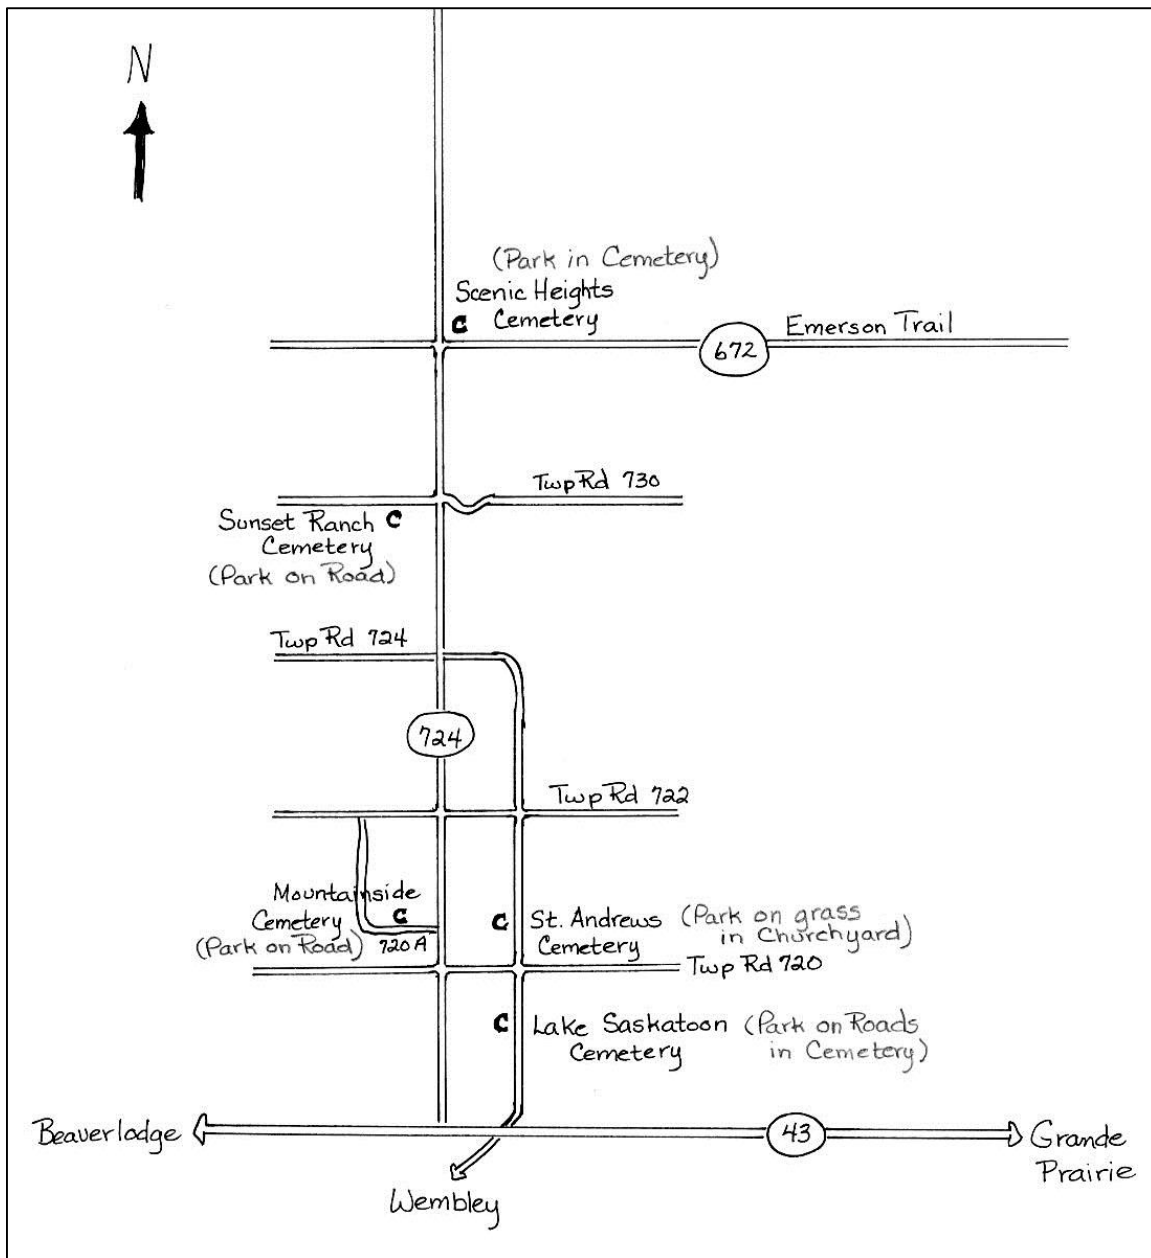 N
(Park in Cemetery)
Scenic Heights
C Cemetery
Emerson Trail
672
Twp Rd 730
Sunset Ranch C
Cemetery
(Park on Road)
Twp Rd 724
724
Twp Rd 722
Mountainside
Cemetery C
(Park on Road)
720 A
C St. Andrews (Park on grass
Cemetery in Churchyard)
Twp Rd 720
C Lake Saskatoon (Park on Roads
Cemetery in Cemetery)
Beaverlodge
43
Grande
Prairie
Wembley